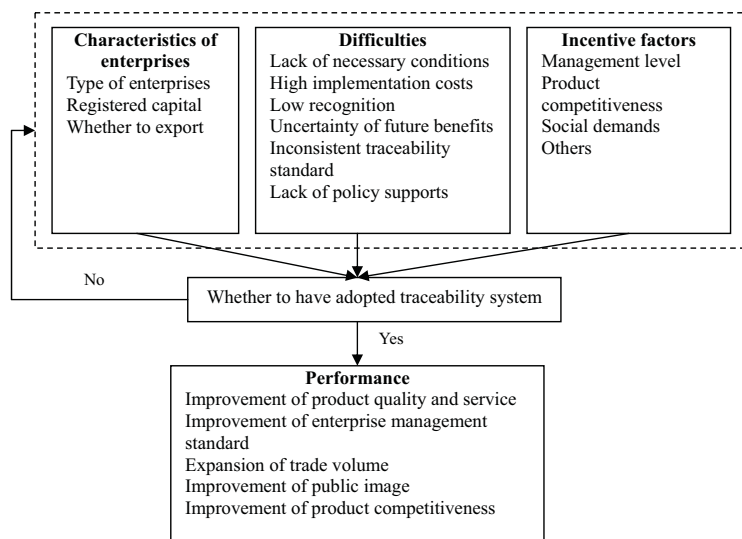 Characteristics of
enterprises
Type of enterprises
Registered capital
Whether to export
Difficulties
Lack of necessary conditions
High implementation costs
Low recognition
Uncertainty of future benefits
Inconsistent traceability
standard
Lack of policy supports
Incentive factors
Management level
Product
competitiveness
Social demands
Others
No
Whether to have adopted traceability system
Yes
Performance
Improvement of product quality and service
Improvement of enterprise management
standard
Expansion of trade volume
Improvement of public image
Improvement of product competitiveness